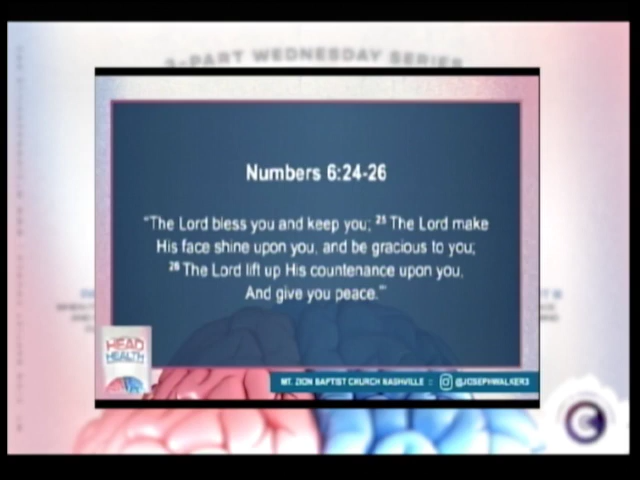 3-PART WEDNESDAY SERIES
Numbers 6:24-26
"The Lord bless you and keep you; 25 The Lord make
His face shine upon you, and be gracious to you;
26 The Lord lift up His countenance upon you,
And give you peace."'
HEAD
HEALTH
MT. ZION BAPTIST CHURCH NASHVILLE :: @JOSEPHWALKER3